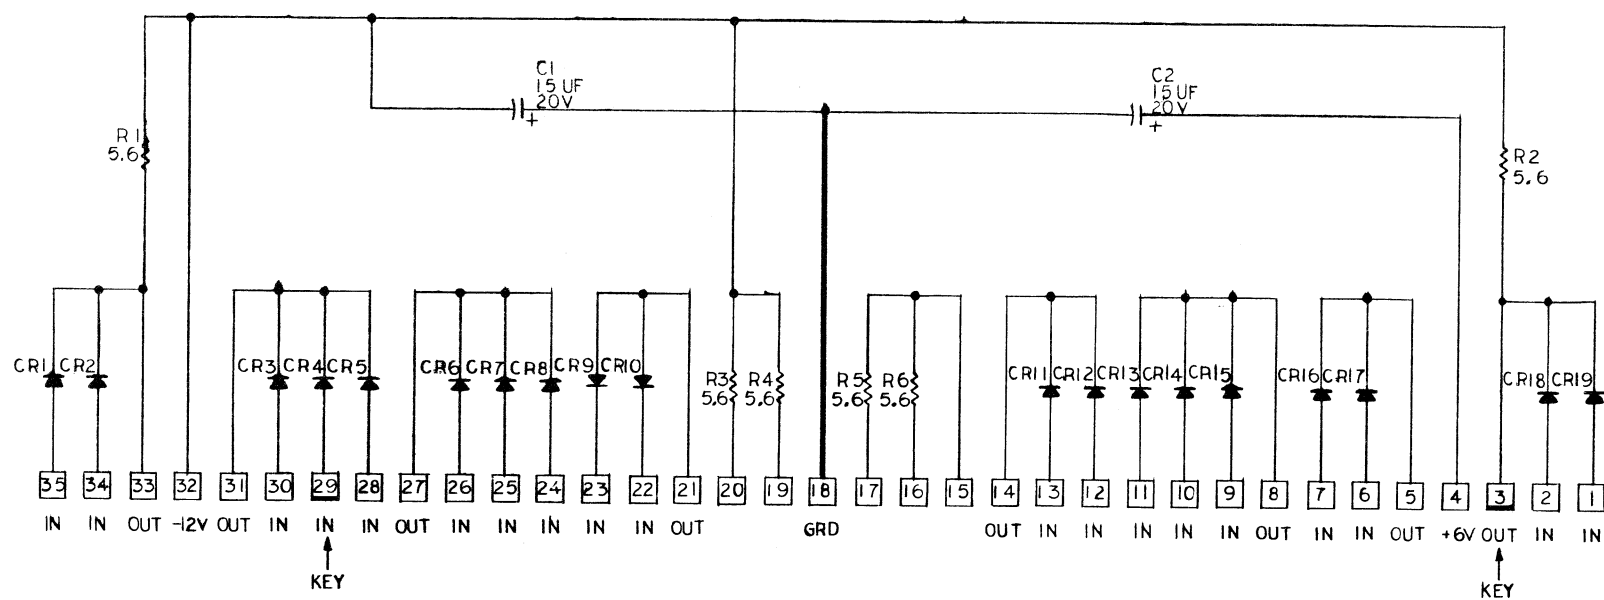 C1
15 UF
20V
+
C2
15 UF
20V
+
R1
5.6
R2
5.6
CR1 CR2 CR3 CR4 CR5 CR6 CR7 CR8 CR9 CR10 CR11 CR12 CR13 CR14 CR15 CR16 CR17 CR18 CR19
R3 R4 R5 R6
5.6 5.6 5.6 5.6
35 34 33 32 31 30 29 28 27 26 25 24 23 22 21 20 19 18 17 16 15 14 13 12 11 10 9 8 7 6 5 4 3 2 1
IN IN OUT -12V OUT IN IN IN OUT IN IN IN IN IN OUT GRD OUT IN IN IN IN IN OUT IN IN OUT +6V OUT IN IN
KEY KEY